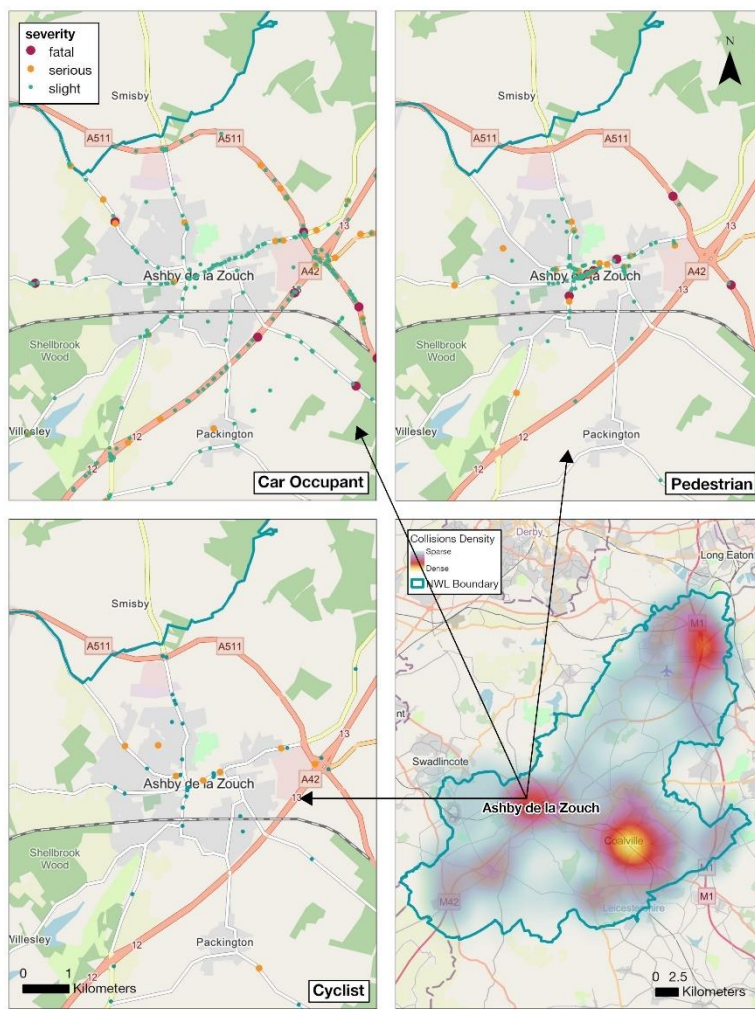 severity
fatal
serious
slight
Smisby
A511
A511
13
Ashby de la Zouch
A42
13
Shellbrook
Wood
Willesley
12
12
Packington
Car Occupant
N
Smisby
A511
A511
13
Ashby de la Zouch
A42
13
Shellbrook
Wood
Willesley
12
12
Packington
Pedestrian
Smisby
A511
A511
13
Ashby de la Zouch
A42
13
Shellbrook
Wood
Willesley
12
12
Packington
0 1
Kilometers
Cyclist
Collisions Density
Sparse
Dense
NWL Boundary
Derby
Long Eaton
M1
Swadlincote
Ashby de la Zouch
Coalville
M1
M42
Leicestershire
M1
0 2.5
Kilometers